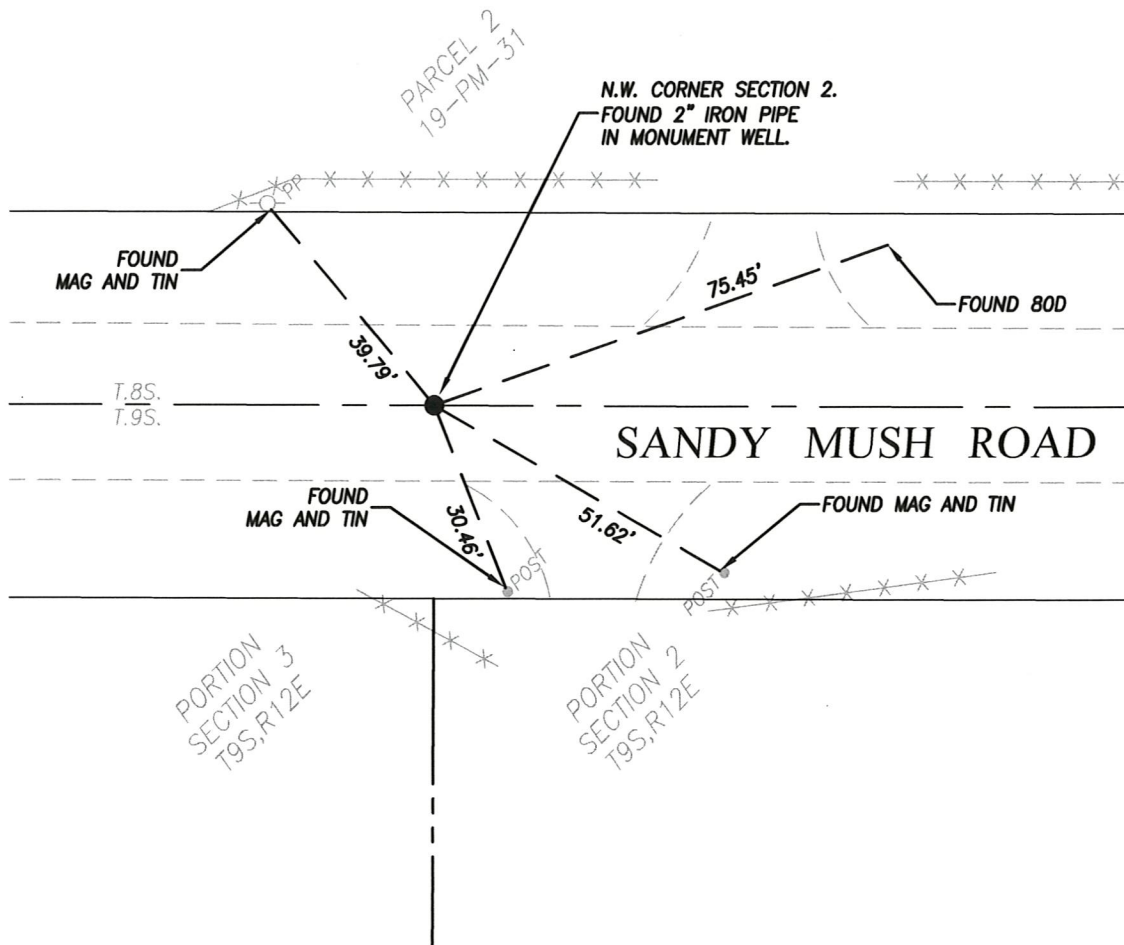 PARCEL 2
19-PM-31
N.W. CORNER SECTION 2.
FOUND 2" IRON PIPE
IN MONUMENT WELL.
PP
FOUND
MAG AND TIN
75.45'
FOUND 80D
39.79'
T.8S.
T.9S.
SANDY MUSH ROAD
FOUND
MAG AND TIN
30.46'
POST
51.62'
FOUND MAG AND TIN
POST
PORTION
SECTION 3
T9S,R12E
PORTION
SECTION 2
T9S,R12E